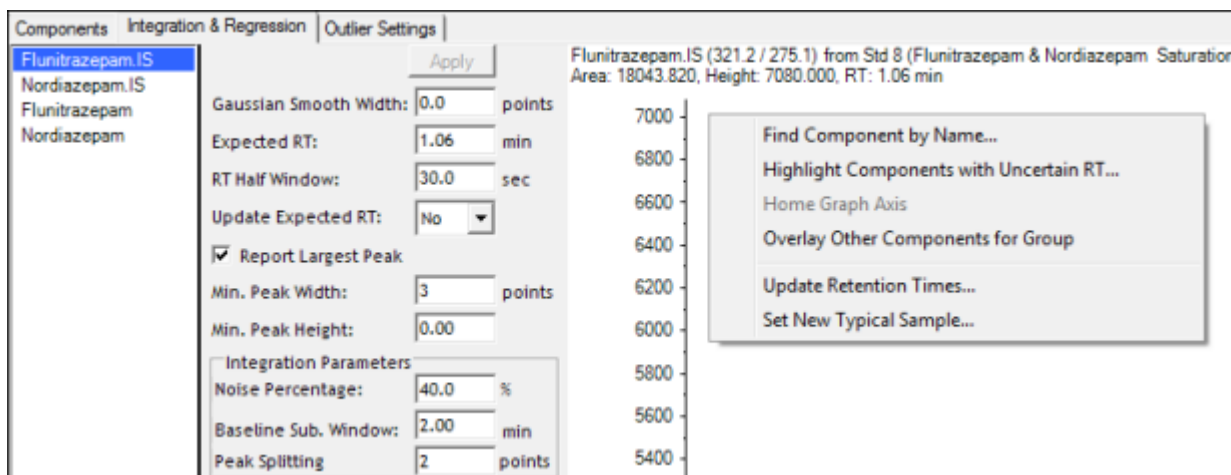 Components Integration & Regression Outlier Settings
Flunitrazepam.IS
Nordiazepam.IS
Flunitrazepam
Nordiazepam
Apply
Gaussian Smooth Width: 0.0 points
Expected RT: 1.06 min
RT Half Window: 30.0 sec
Update Expected RT: No
Report Largest Peak
Min. Peak Width: 3 points
Min. Peak Height: 0.00
Integration Parameters
Noise Percentage: 40.0 %
Baseline Sub. Window: 2.00 min
Peak Splitting 2 points
Flunitrazepam.IS (321.2 / 275.1) from Std 8 (Flunitrazepam & Nordiazepam Saturation
Area: 18043.820, Height: 7080.000, RT: 1.06 min
7000
6800
6600
6400
6200
6000
5800
5600
5400
Find Component by Name...
Highlight Components with Uncertain RT...
Home Graph Axis
Overlay Other Components for Group
Update Retention Times...
Set New Typical Sample...